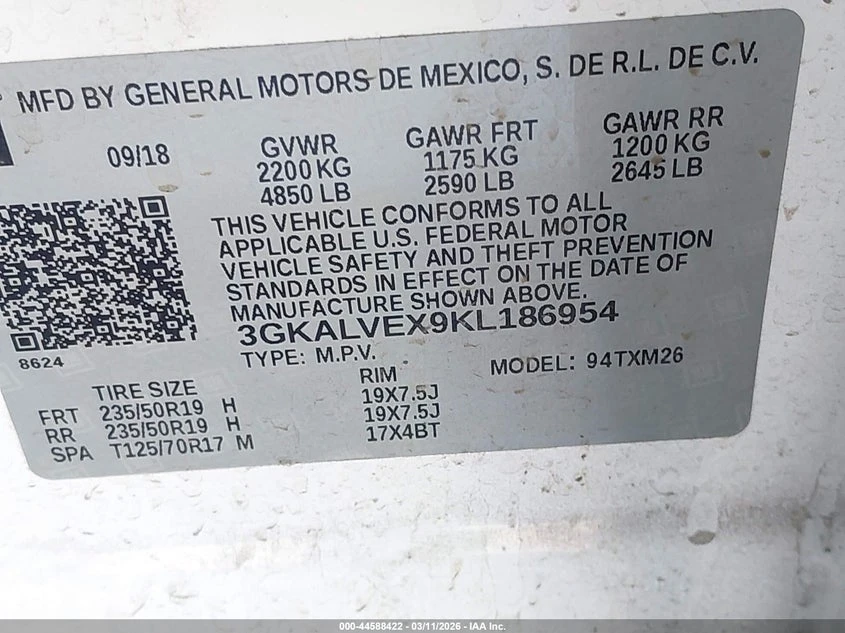 MFD BY GENERAL MOTORS DE MEXICO, S. DE R.L. DE C.V.
09/18 GVWR GAWR FRT GAWR RR
2200 KG 1175 KG 1200 KG
4850 LB 2590 LB 2645 LB
THIS VEHICLE CONFORMS TO ALL
APPLICABLE U.S. FEDERAL MOTOR
VEHICLE SAFETY AND THEFT PREVENTION
STANDARDS IN EFFECT ON THE DATE OF
MANUFACTURE SHOWN ABOVE.
3GKALVEX9KL186954
8624 TYPE: M.P.V. MODEL: 94TXM26
TIRE SIZE RIM
FRT 235/50R19 H 19X7.5J
RR 235/50R19 H 19X7.5J
SPA T125/70R17 M 17X4BT
000-44588422 - 03/11/2026 - IAA Inc.